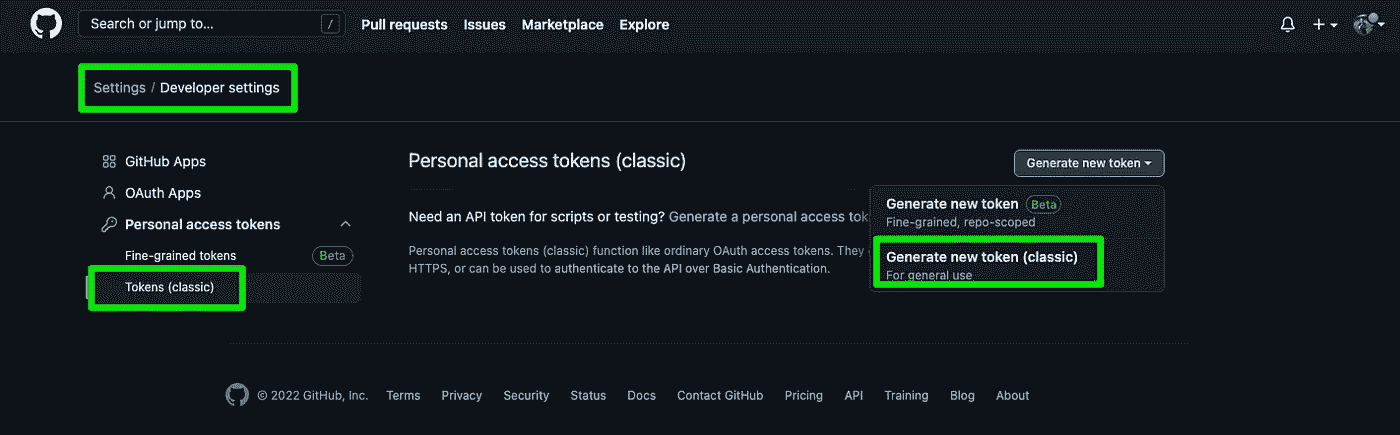 Search or jump to... /
Pull requests Issues Marketplace Explore
Settings / Developer settings
GitHub Apps
OAuth Apps
Personal access tokens
Fine-grained tokens Beta
Tokens (classic)
Personal access tokens (classic)
Generate new token
Need an API token for scripts or testing? Generate a personal access tok
Personal access tokens (classic) function like ordinary OAuth access tokens. They
HTTPS, or can be used to authenticate to the API over Basic Authentication.
Generate new token Beta
Fine-grained, repo-scoped
Generate new token (classic)
For general use
© 2022 GitHub, Inc. Terms Privacy Security Status Docs Contact GitHub Pricing API Training Blog About